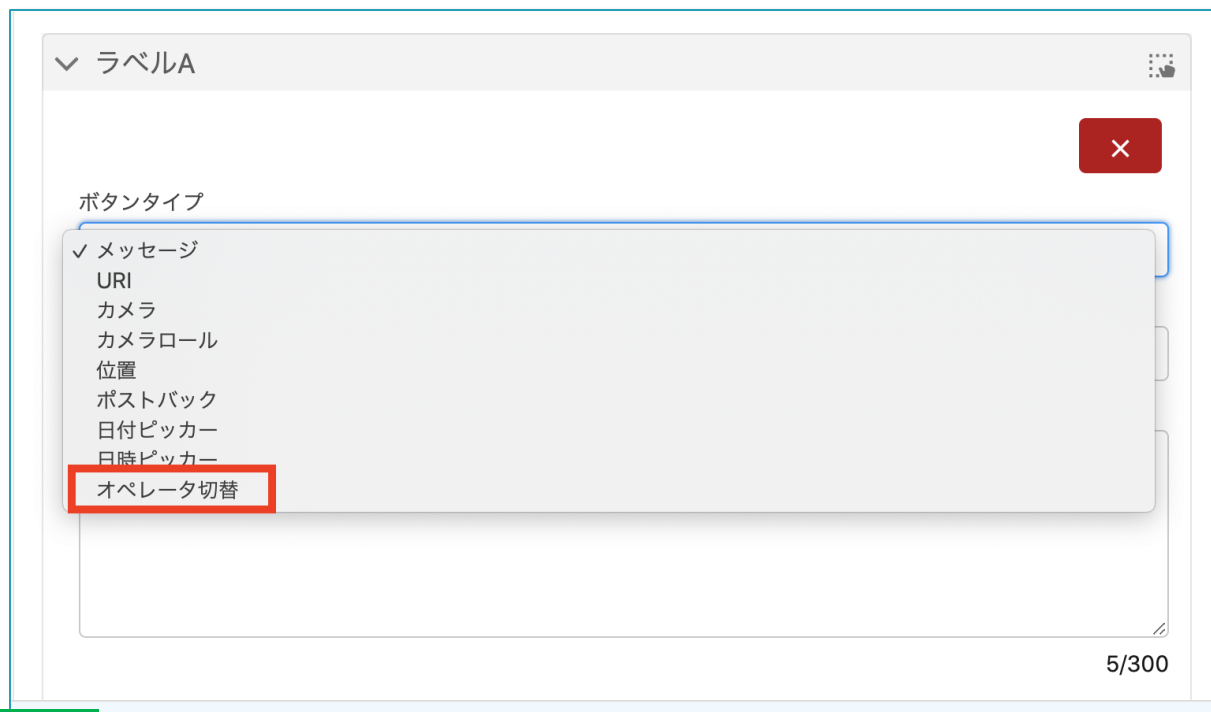 ラベルA
ボタンタイプ
メッセージ
URI
カメラ
カメラロール
位置
ポストバック
日付ピッカー
日時ピッカー
オペレータ切替
5/300